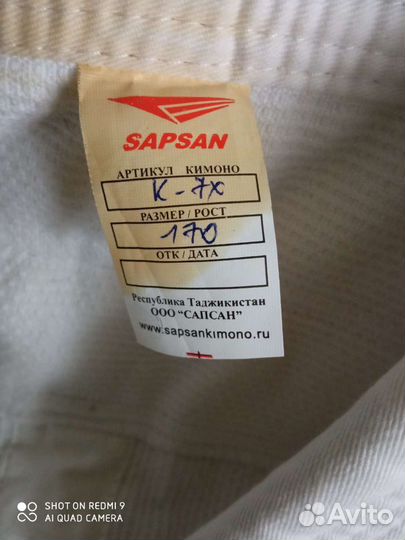 SAPSAN
АРТИКУЛ КИМОНО
К-7х
РАЗМЕР / РОСТ
170
ОТК / ДАТА
Республика Таджикистан
ООО "САПСАН"
www.sapsankimono.ru
SHOT ON REDMI 9
AI QUAD CAMERA
Avito